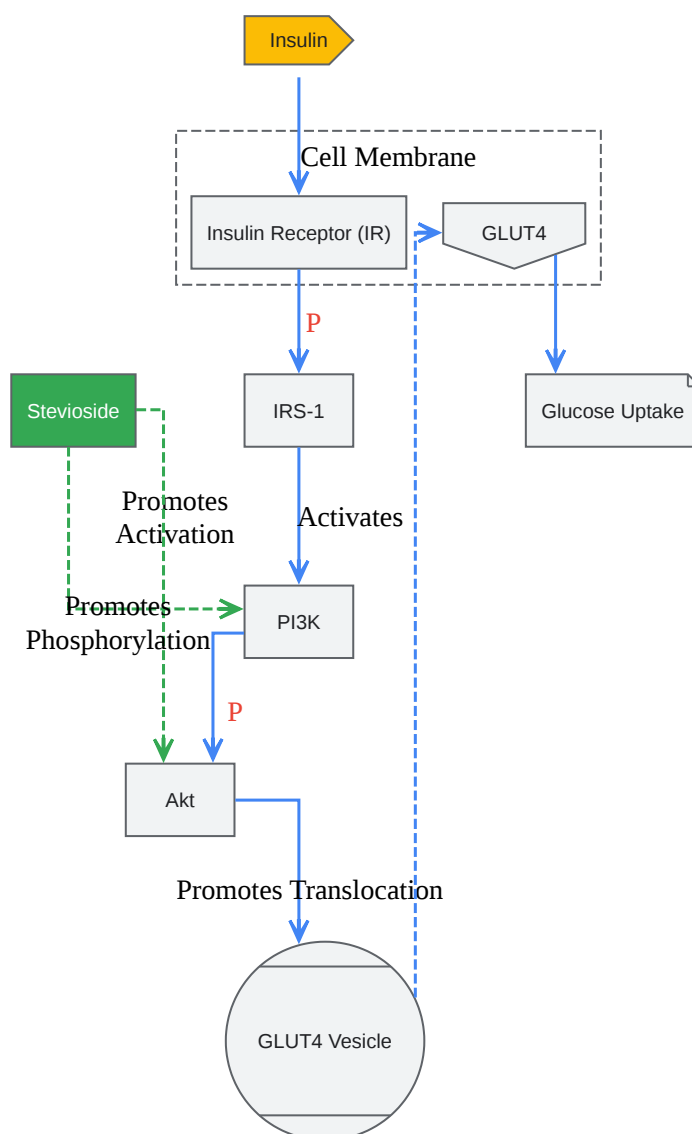 Insulin
Cell Membrane
Insulin Receptor (IR)
GLUT4
P
Stevioside
IRS-1
Glucose Uptake
Promotes
Activation
Activates
Promotes
Phosphorylation
PI3K
P
Akt
Promotes Translocation
GLUT4 Vesicle